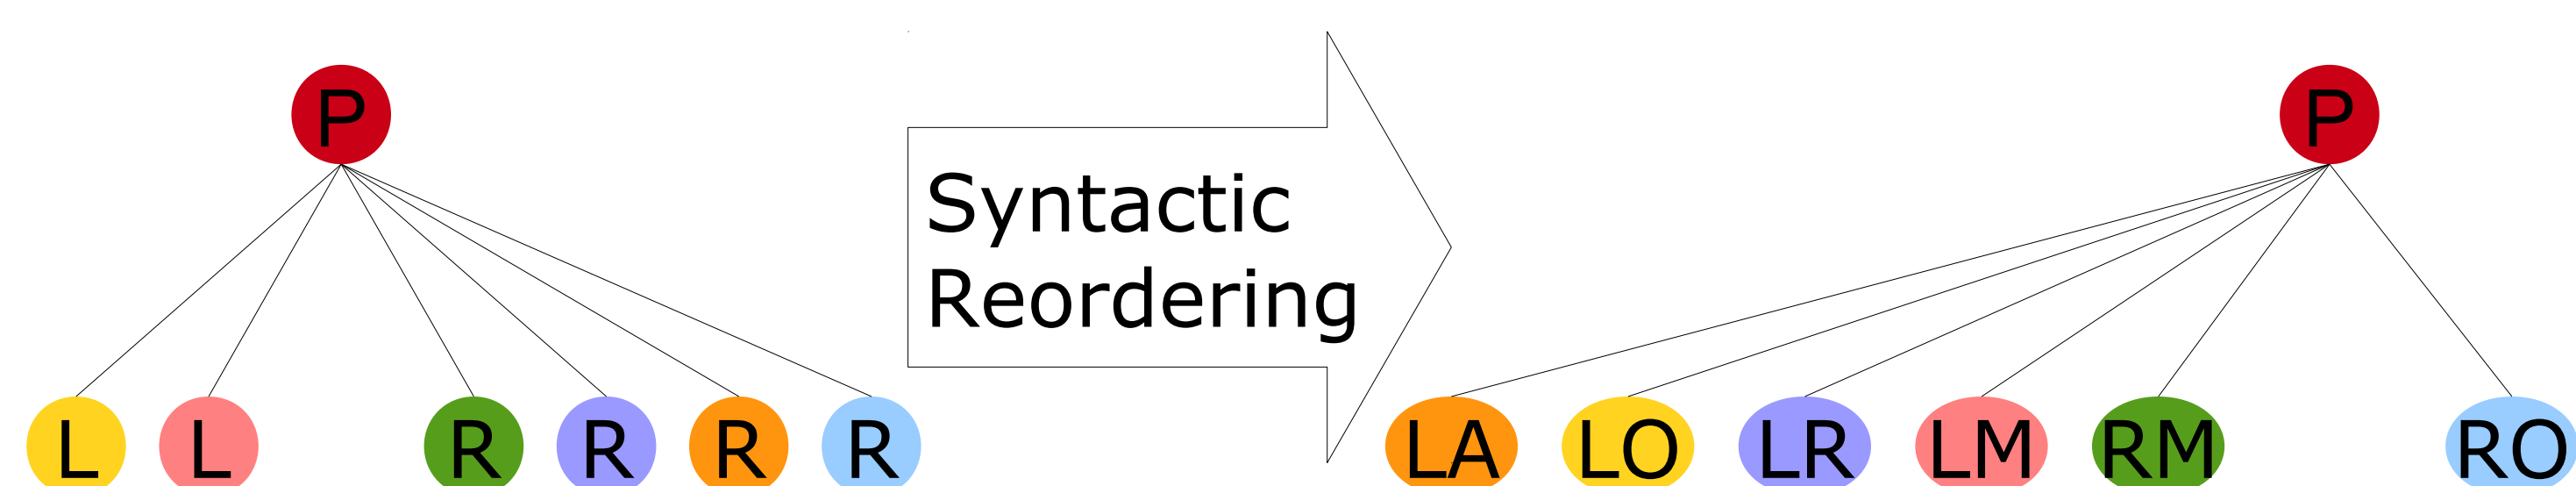 P
P
Syntactic
Reordering
L L R R R R
LA LO LR LM RM RO